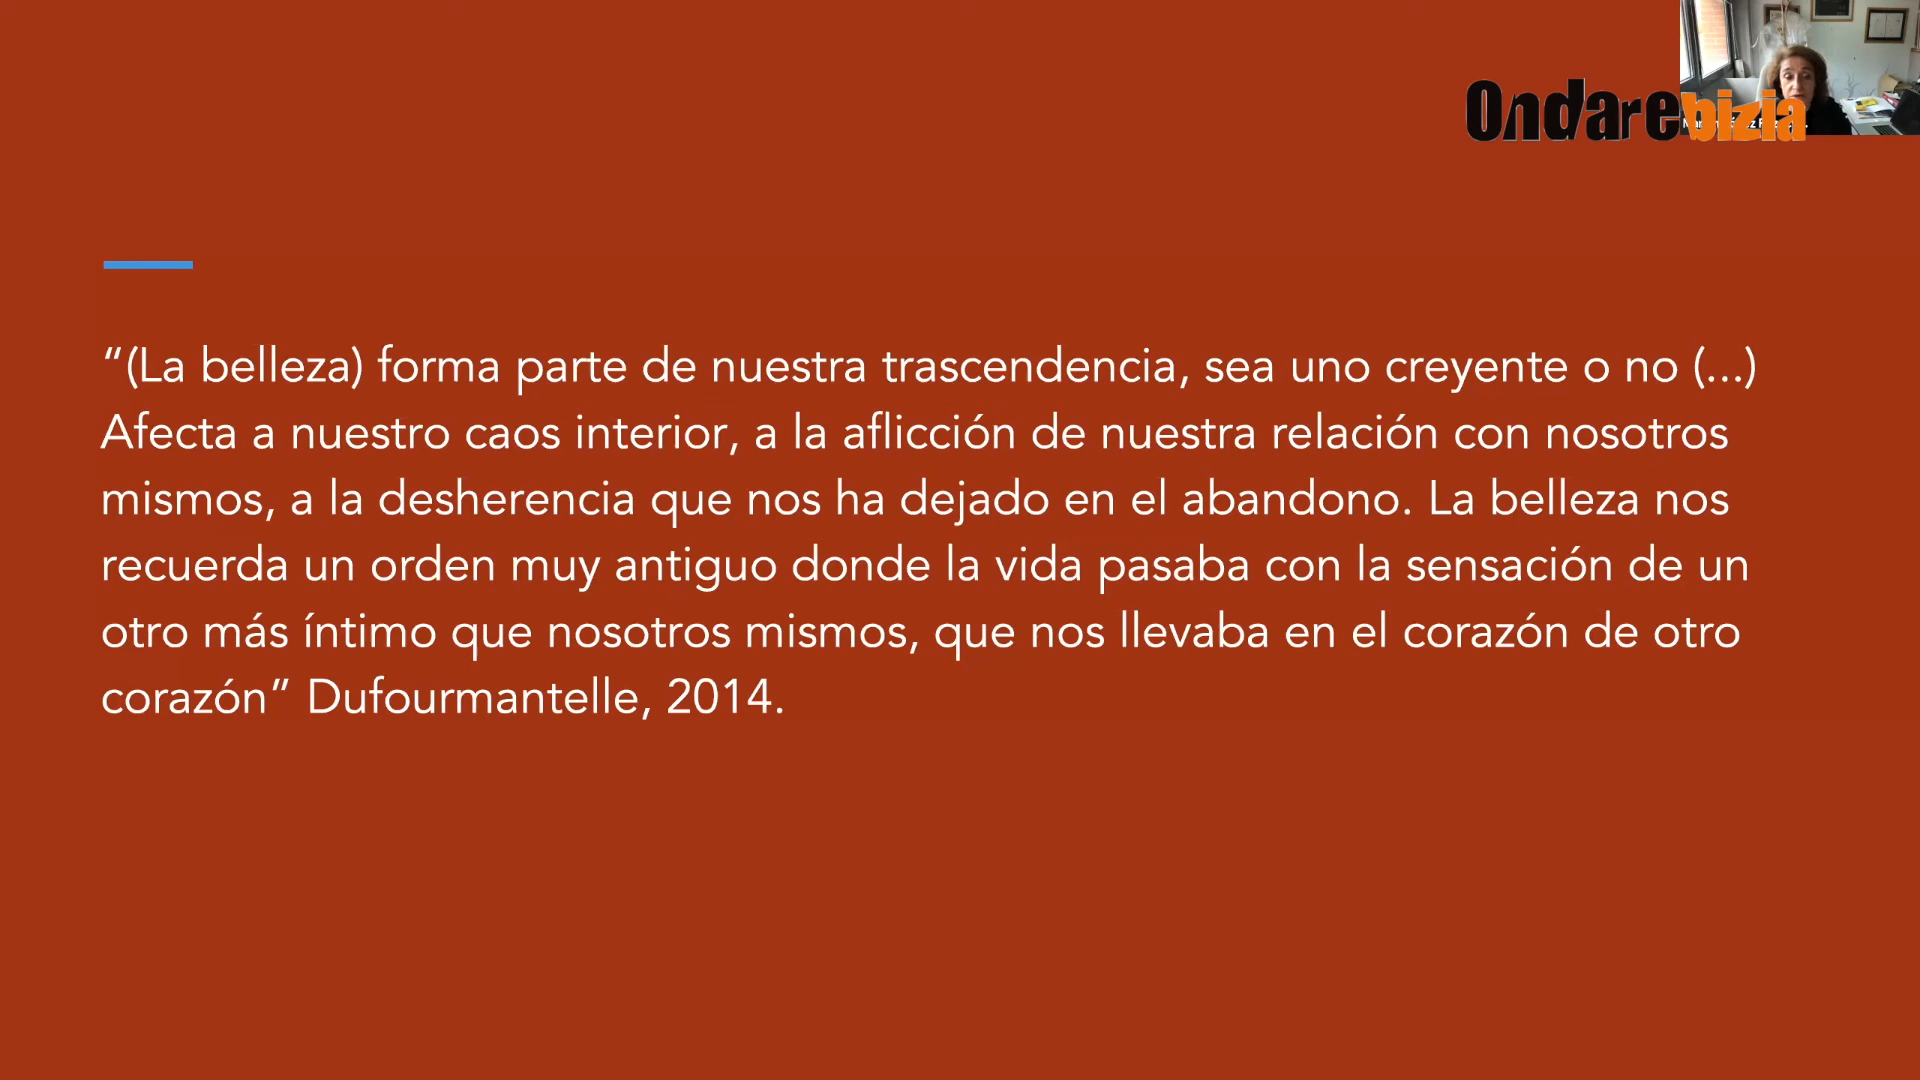 Ondarebizia
“(La belleza) forma parte de nuestra trascendencia, sea uno creyente o no (...)
Afecta a nuestro caos interior, a la aflicción de nuestra relación con nosotros
mismos, a la desherencia que nos ha dejado en el abandono. La belleza nos
recuerda un orden muy antiguo donde la vida pasaba con la sensación de un
otro más íntimo que nosotros mismos, que nos llevaba en el corazón de otro
corazón” Dufourmantelle, 2014.